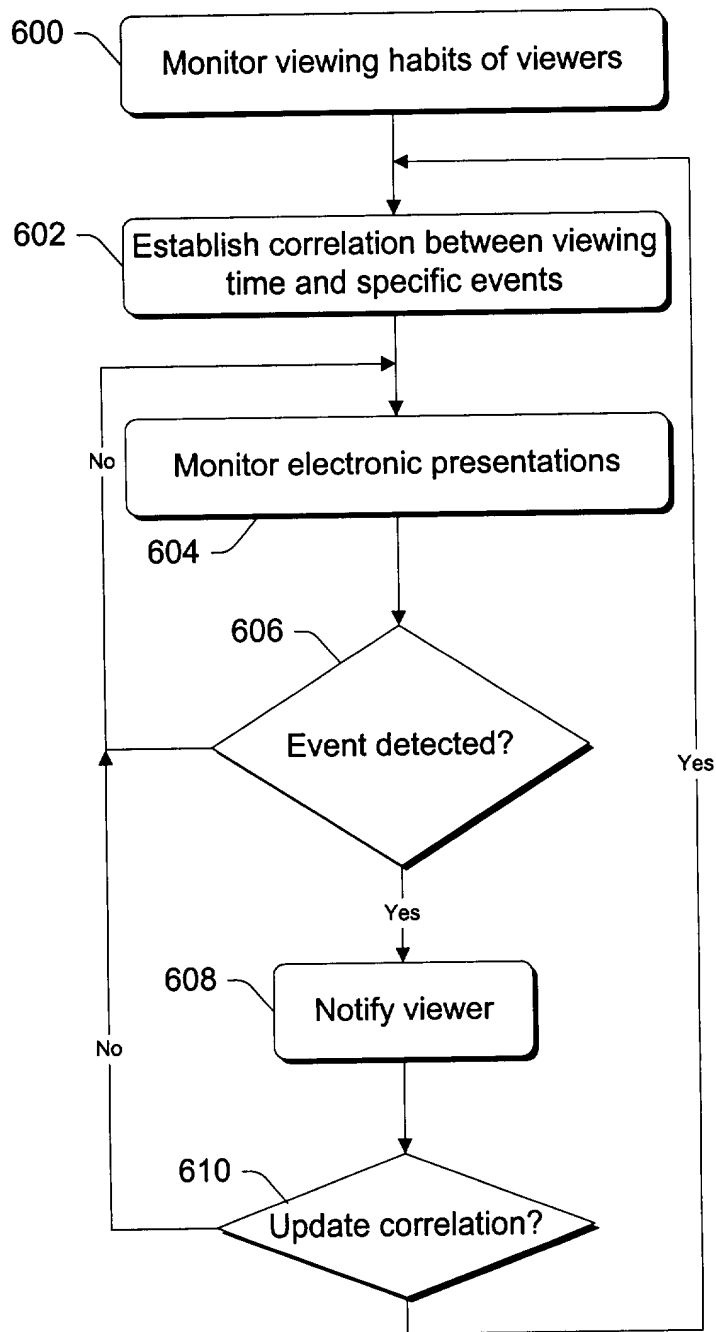 600
Monitor viewing habits of viewers
602
Establish correlation between viewing
time and specific events
No
Monitor electronic presentations
604
606
Event detected?
Yes
Yes
608
Notify viewer
No
610
Update correlation?